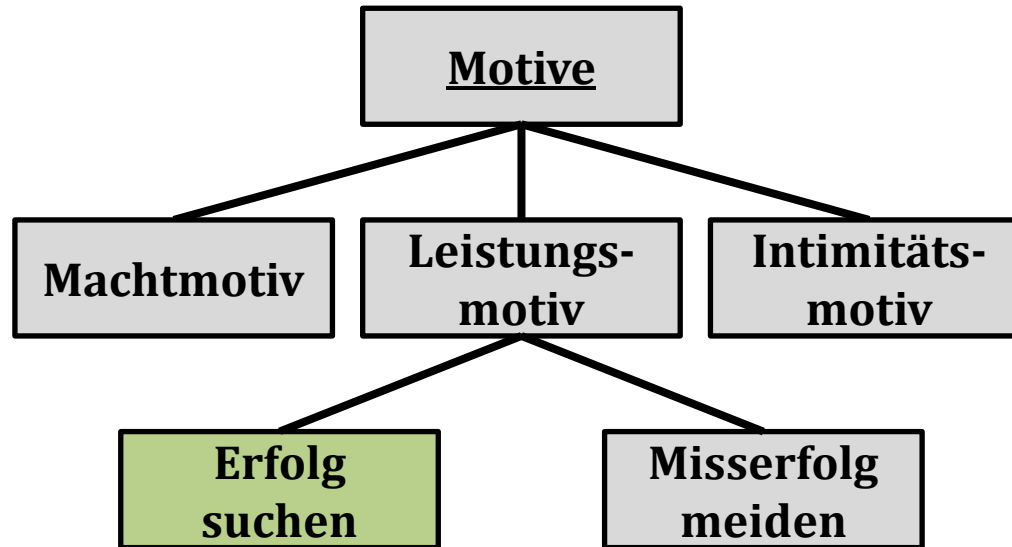 Motive
Machtmotiv
Leistungs-
motiv
Intimitäts-
motiv
Erfolg
suchen
Misserfolg
meiden